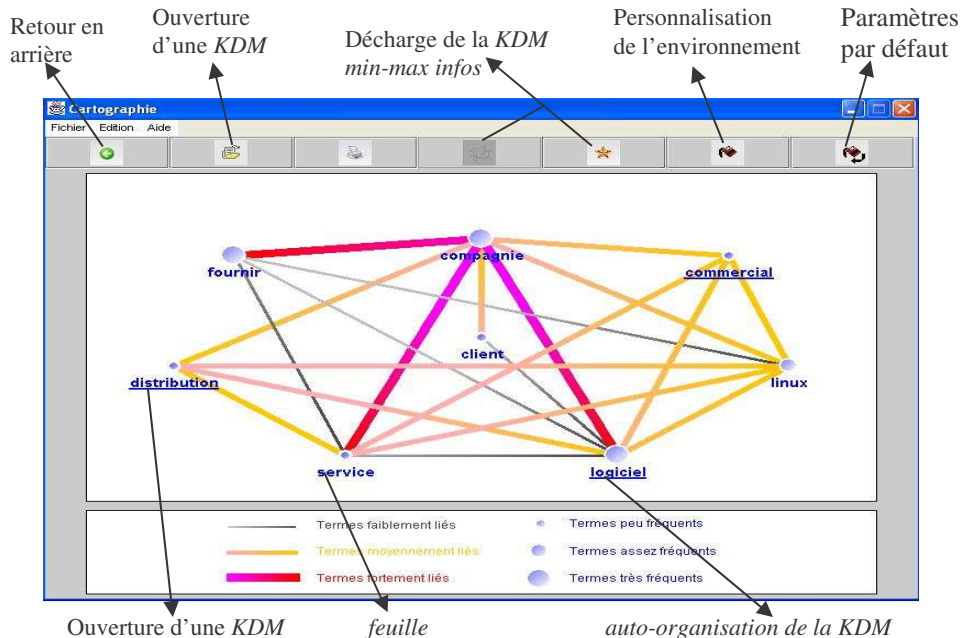 Retour en
arrière
Ouverture
d'une KDM
Décharge de la KDM
min-max infos
Personnalisation
de l'environnement
Paramètres
par défaut
Cartographie
Fichier Edition Aide
fournir
compagnie
commercial
client
distribution
linux
service
logiciel
Termes faiblement liés
Termes peu fréquents
Termes moyennement liés
Termes assez fréquents
Termes fortement liés
Termes très fréquents
Ouverture d'une KDM
feuille
auto-organisation de la KDM